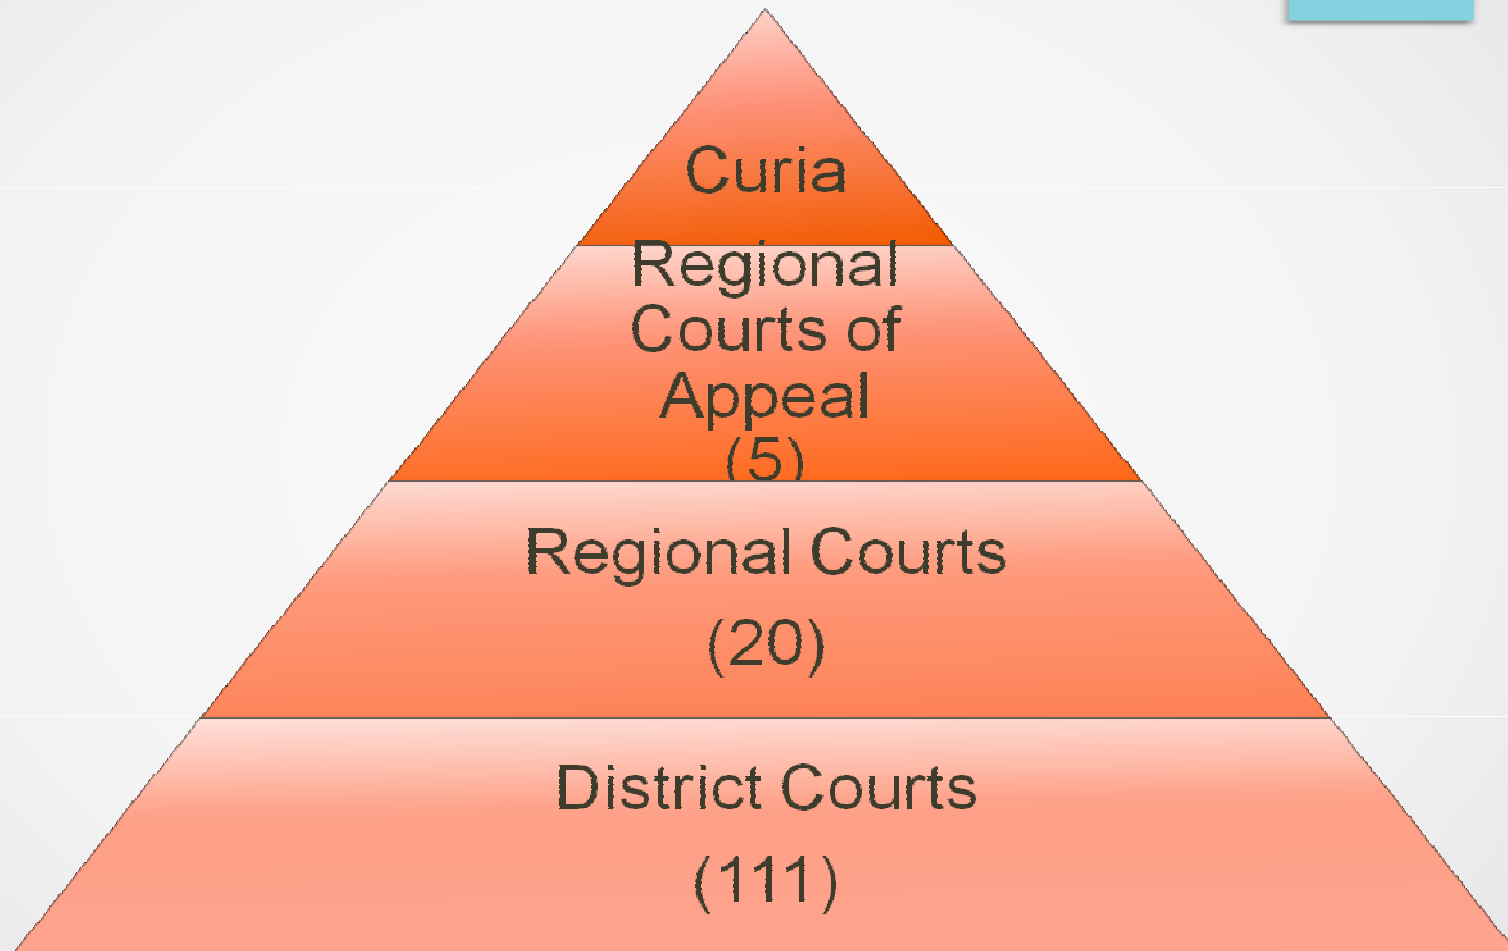 Curia
Regional
Courts of
Appeal
(5)
Regional Courts
(20)
District Courts
(111)